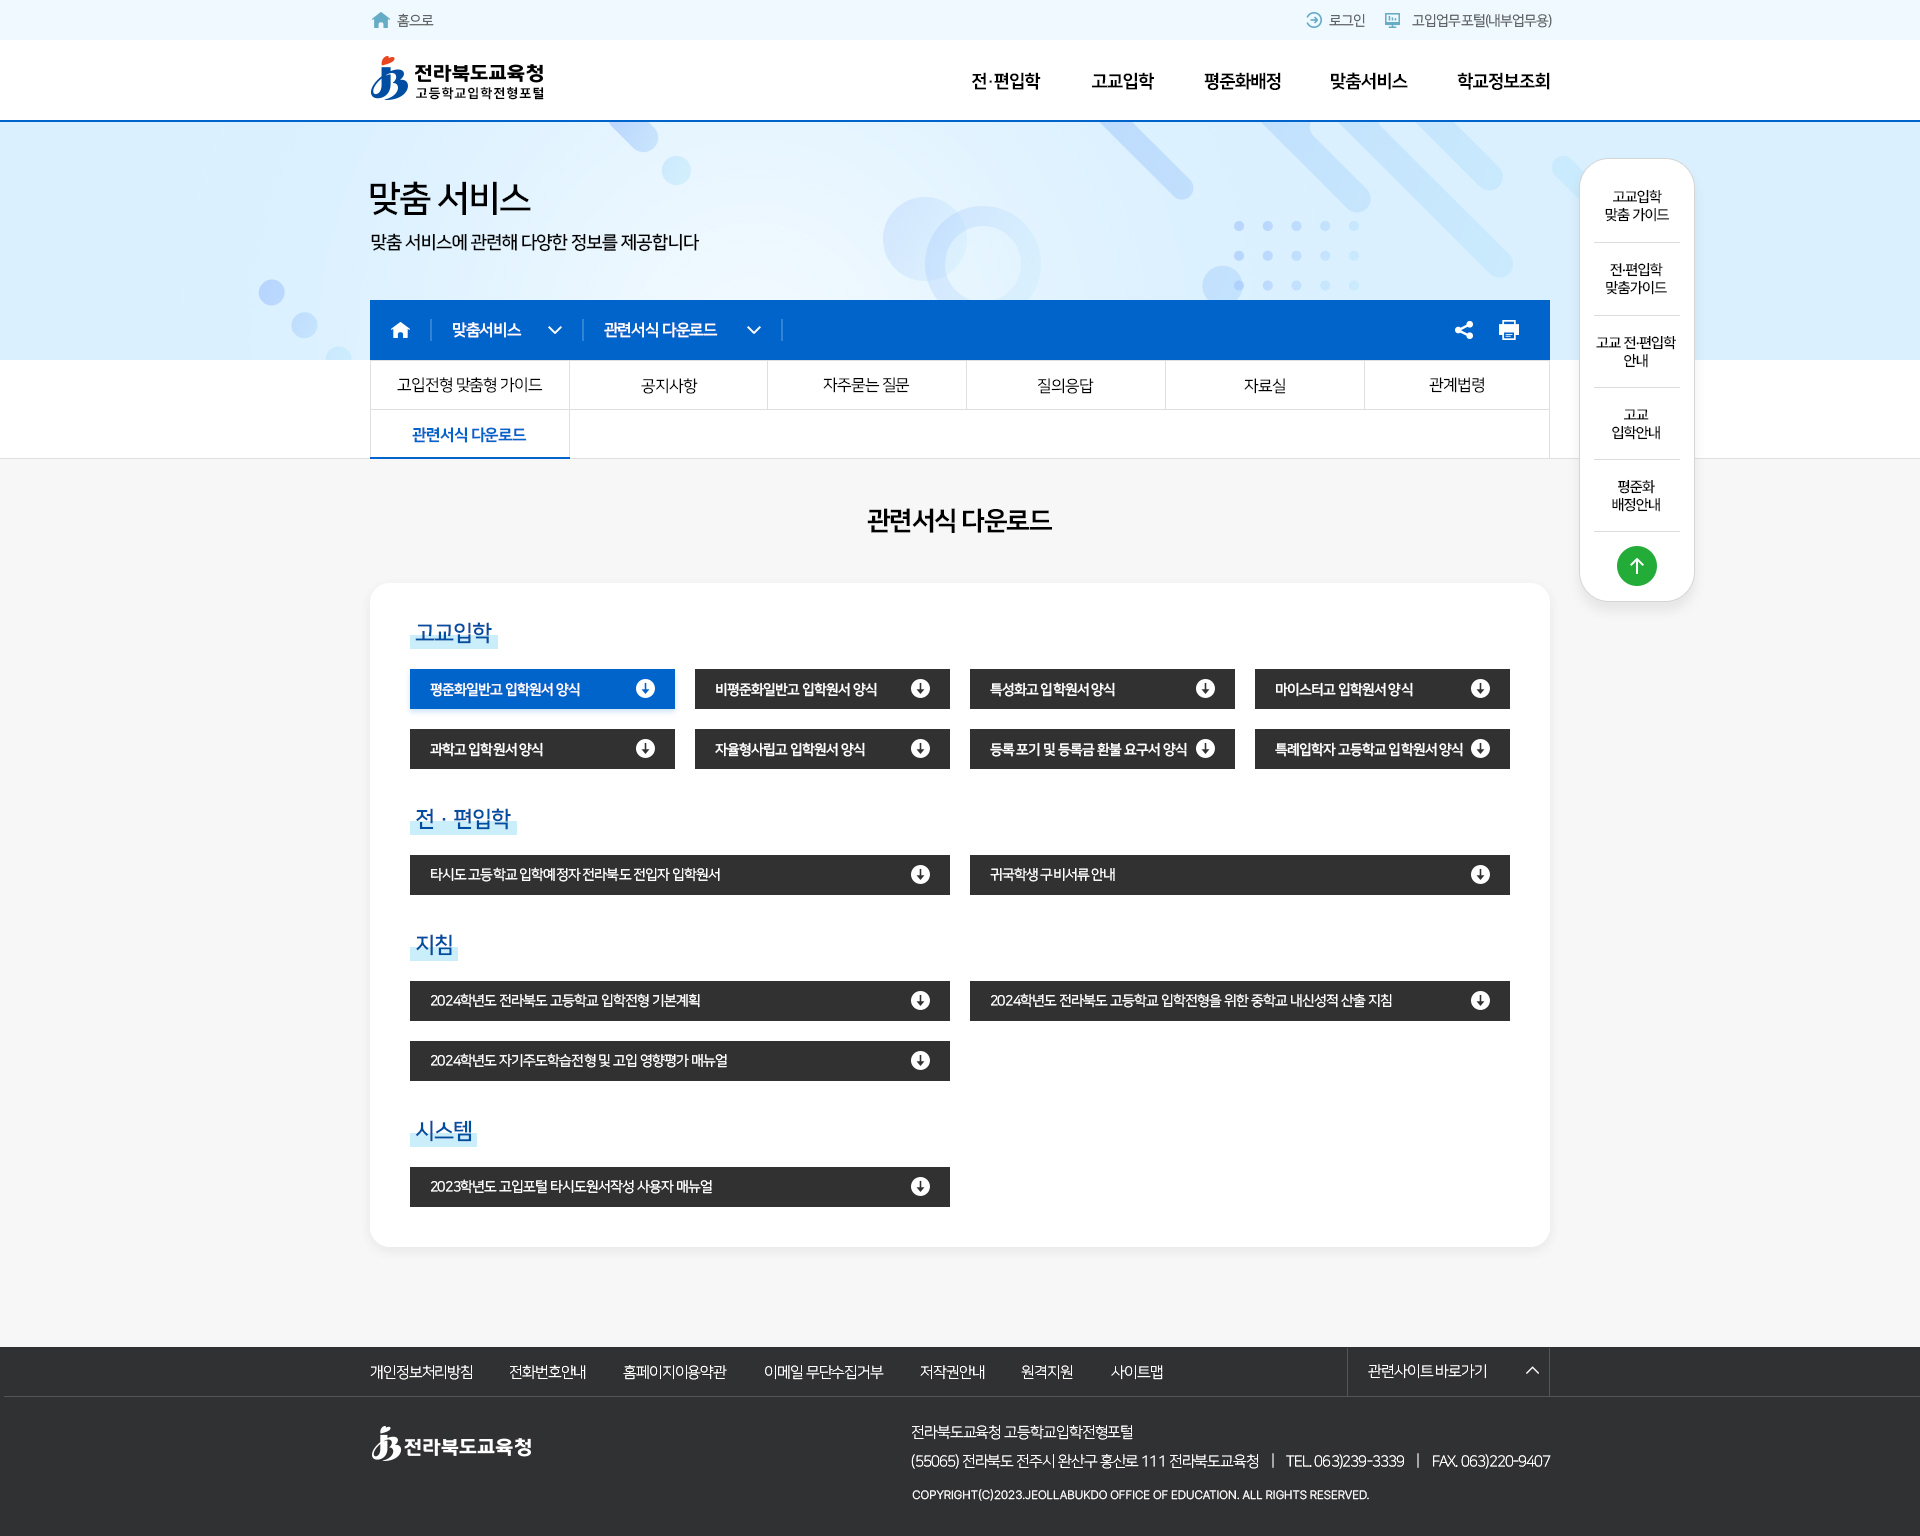 홈으로
로그인
고입업무포털(내부업무용)
전라북도교육청
고등학교입학전형포털
전·편입학
고교입학
평준화배정
맞춤서비스
학교정보조회
맞춤 서비스
맞춤 서비스에 관련해 다양한 정보를 제공합니다
맞춤서비스
관련서식 다운로드
고입전형 맞춤형 가이드
공지사항
자주묻는 질문
질의응답
자료실
관계법령
관련서식 다운로드
고교입학
맞춤 가이드
전·편입학
맞춤가이드
고교 전·편입학
안내
고교
입학안내
평준화
배정안내
관련서식 다운로드
고교입학
평준화일반고 입학원서 양식
비평준화일반고 입학원서 양식
특성화고 입학원서 양식
마이스터고 입학원서 양식
과학고 입학원서 양식
자율형사립고 입학원서 양식
등록 포기 및 등록금 환불 요구서 양식
특례입학자 고등학교 입학원서 양식
전 · 편입학
타시도 고등학교 입학예정자 전라북도 전입자 입학원서
귀국학생 구비서류 안내
지침
2024학년도 전라북도 고등학교 입학전형 기본계획
2024학년도 전라북도 고등학교 입학전형을 위한 중학교 내신성적 산출 지침
2024학년도 자기주도학습전형 및 고입 영향평가 매뉴얼
시스템
2023학년도 고입포털 타시도원서작성 사용자 매뉴얼
개인정보처리방침
전화번호안내
홈페이지이용약관
이메일 무단수집거부
저작권안내
원격지원
사이트맵
관련사이트 바로가기
전라북도교육청
전라북도교육청 고등학교입학전형포털
(55065) 전라북도 전주시 완산구 홍산로 111 전라북도교육청 | TEL. 063)239-3339 | FAX. 063)220-9407
COPYRIGHT(C)2023.JEOLLABUKDO OFFICE OF EDUCATION. ALL RIGHTS RESERVED.